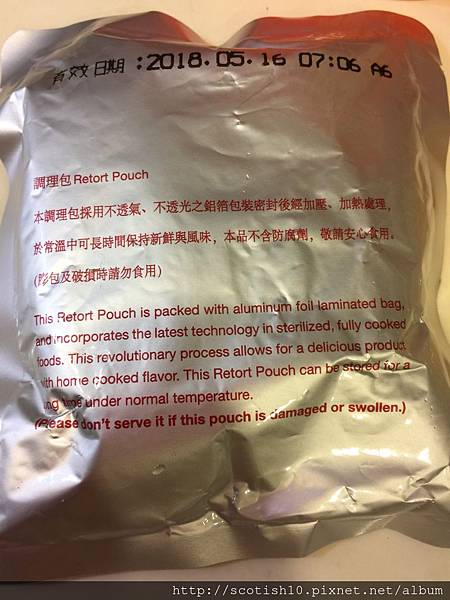 有效日期 :2018.05.16 07:06 A6
調理包Retort Pouch
本調理包採用不透氣、不透光之鋁箔包裝密封後經加壓、加熱處理,
於常溫中可長時間保持新鮮與風味，本品不含防腐劑，敬請安心食用。
(膨包及破損時請勿食用)
This Retort Pouch is packed with aluminum foil laminated bag,
and incorporates the latest technology in sterilized, fully cooked
foods. This revolutionary process allows for a delicious product
with home cooked flavor. This Retort Pouch can be stored for a
long time under normal temperature.
(Please don't serve it if this pouch is damaged or swollen.)
http://scotish10.pixnet.net/album